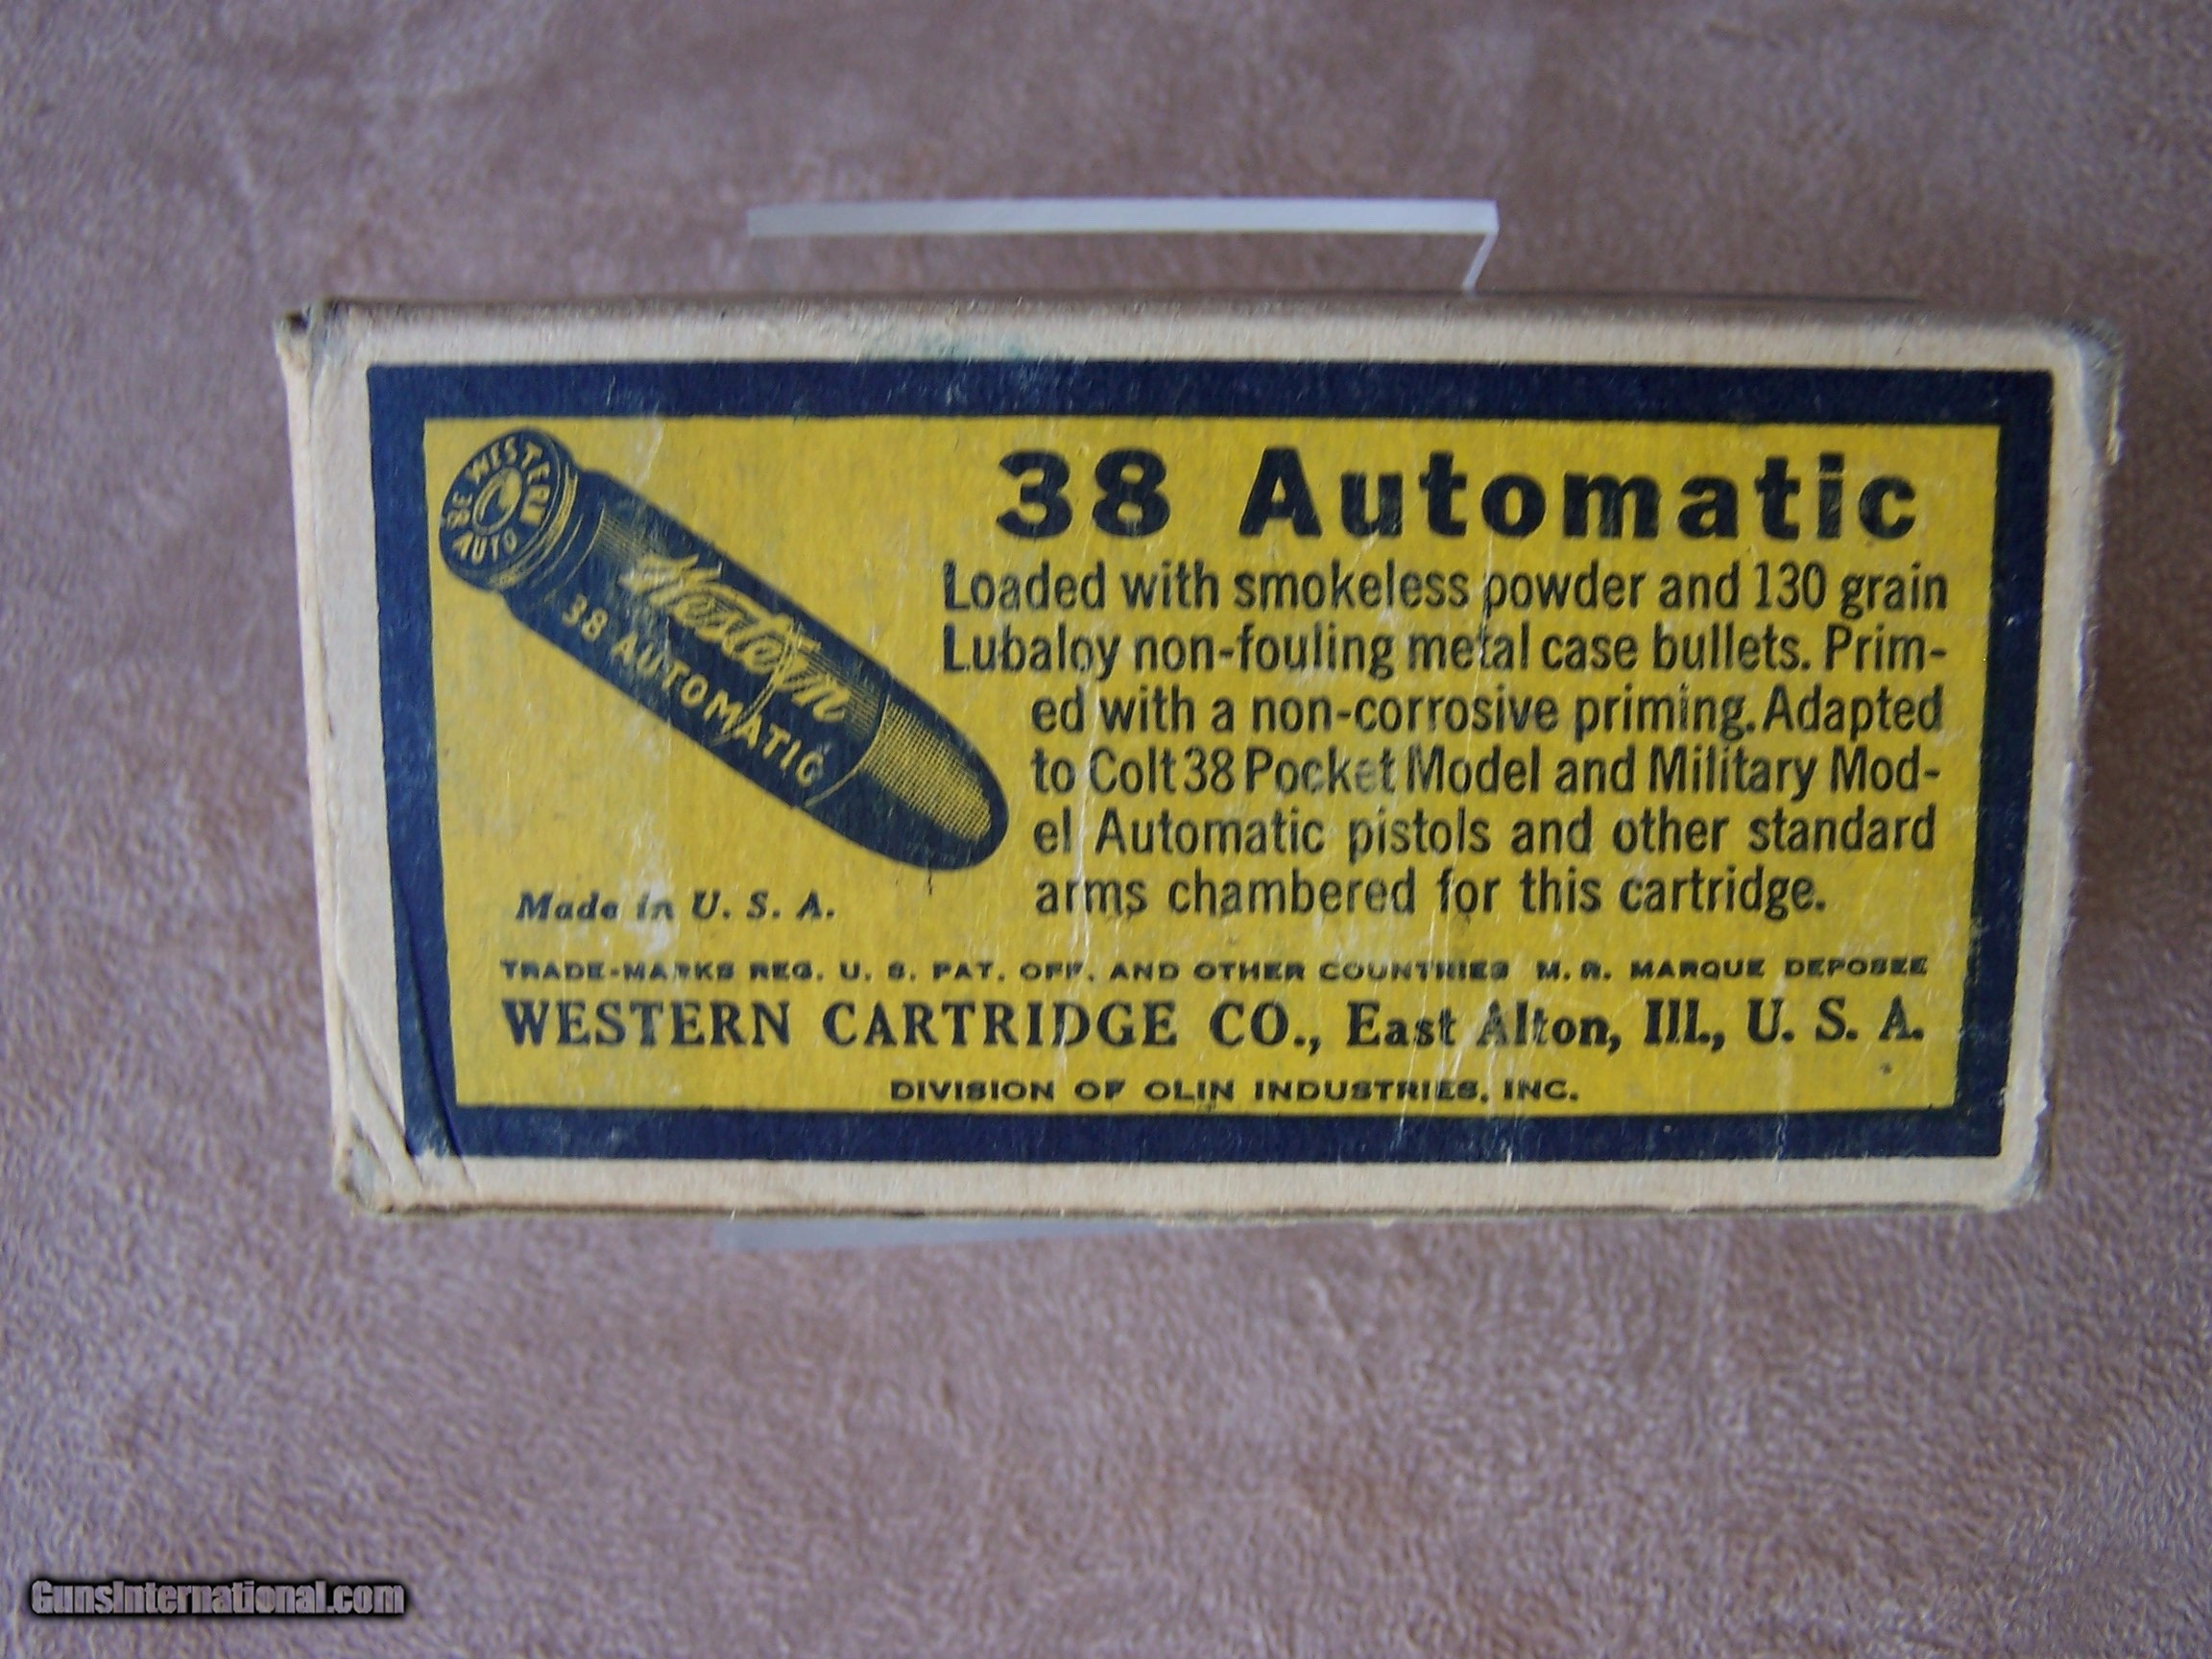 38 WESTERN AUTO
Western
38 AUTOMATIC
38 Automatic
Loaded with smokeless powder and 130 grain
Lubaloy non-fouling metal case bullets. Prim-
ed with a non-corrosive priming. Adapted
to Colt 38 Pocket Model and Military Mod-
el Automatic pistols and other standard
arms chambered for this cartridge.
Made in U. S. A.
TRADE-MARKS REG. U. S. PAT. OFF. AND OTHER COUNTRIES M. R. MARQUE DEPOSEE
WESTERN CARTRIDGE CO., East Alton, Ill., U. S. A.
DIVISION OF OLIN INDUSTRIES, INC.
GunsInternational.com